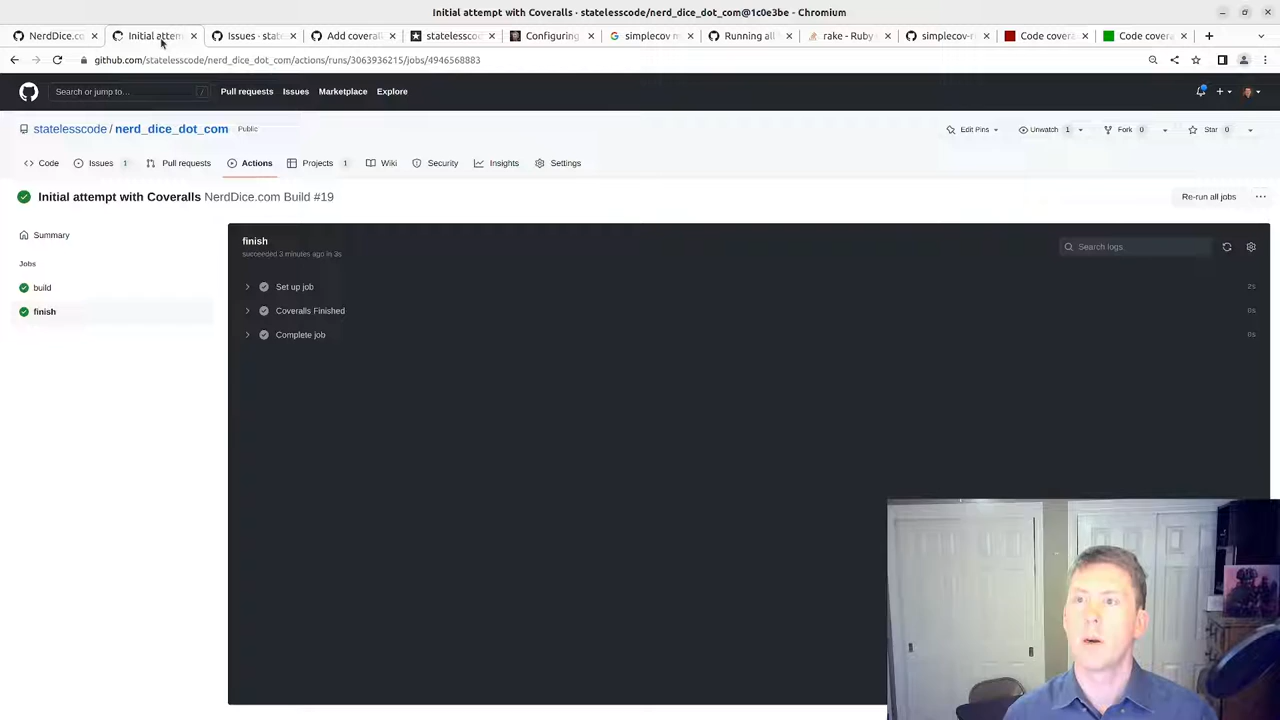 Initial attempt with Coveralls · statelesscode/nerd_dice_dot_com@1c0e3be - Chromium
NerdDice.co
Initial attem
Issues · state
Add coverall
statelesscod
Configuring
simplecov m
Running all
rake - Ruby
simplecov-r
Code covera
Code covera
github.com/statelesscode/nerd_dice_dot_com/actions/runs/3063936215/jobs/4946568883
Search or jump to... /
Pull requests Issues Marketplace Explore
statelesscode / nerd_dice_dot_com Public
Edit Pins Unwatch 1 Fork 0 Star 0
Code Issues 1 Pull requests Actions Projects 1 Wiki Security Insights Settings
Initial attempt with Coveralls NerdDice.com Build #19
Re-run all jobs
Summary
Jobs
build
finish
finish
succeeded 3 minutes ago in 3s
Search logs
Set up job 2s
Coveralls Finished 0s
Complete job 0s